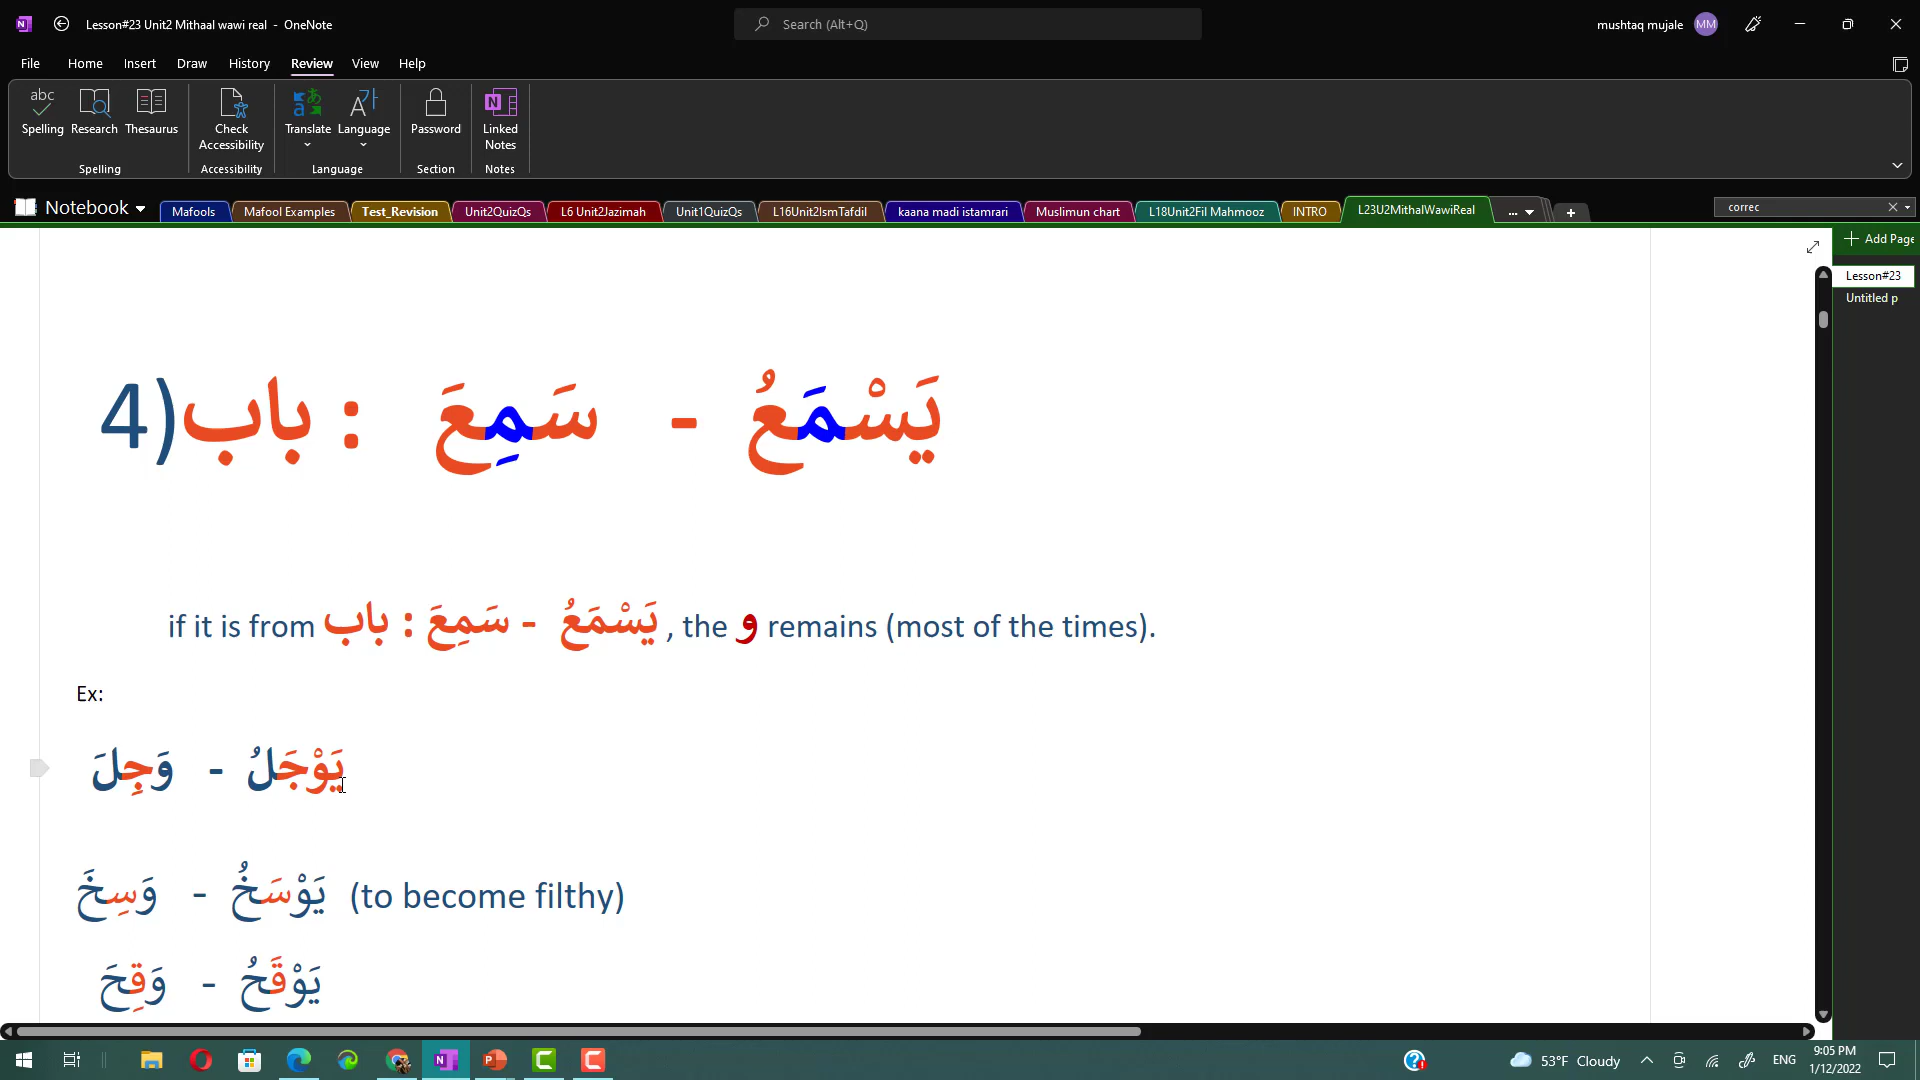 Lesson#23 Unit2 Mithaal wawi real - OneNote
Search (Alt+Q)
mushtaq mujale MM
File Home Insert Draw History Review View Help
abc
Spelling Research Thesaurus Check Accessibility Translate Language Password Linked Notes
Spelling Accessibility Language Section Notes
Notebook Mafools Mafool Examples Test_Revision Unit2QuizQs L6 Unit2Jazimah Unit1QuizQs L16Unit2IsmTafdil kaana madi istamrari Muslimun chart L18Unit2Fil Mahmooz INTRO L23U2MithalWawiReal ... correc
Add Page
Lesson#23
Untitled p
4)باب : سَمِعَ - يَسْمَعُ
if it is from باب : سَمِعَ - يَسْمَعُ , the و remains (most of the times).
Ex:
وَجِلَ - يَوْجَلُ
وَسِخَ - يَوْسَخُ (to become filthy)
وَقِحَ - يَوْقَحُ
53°F Cloudy ENG 9:05 PM
1/12/2022